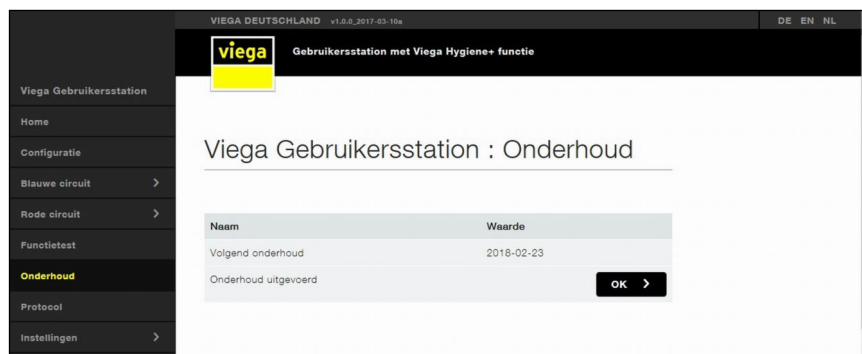 VIEGA DEUTSCHLAND v1.0.0_2017-03-10a
DE EN NL
viega
Gebruikersstation met Viega Hygiene+ functie
Viega Gebruikersstation
Home
Configuratie
Blauwe circuit
Rode circuit
Functietest
Onderhoud
Protocol
Instellingen
Viega Gebruikersstation : Onderhoud
Naam Waarde
Volgend onderhoud 2018-02-23
Onderhoud uitgevoerd OK